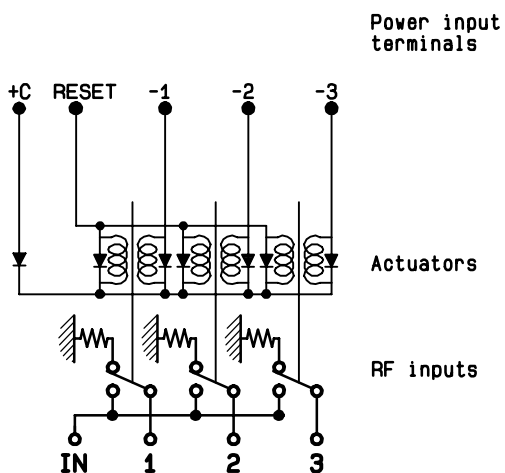 Power input
terminals
+C RESET -1 -2 -3
Actuators
RF inputs
IN 1 2 3